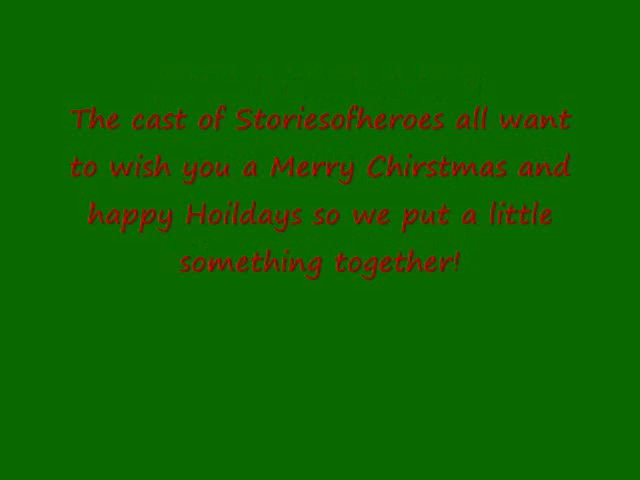 The cast of Storiesofheroes all want
to wish you a Merry Chirstmas and
happy Hoildays so we put a little
something together!